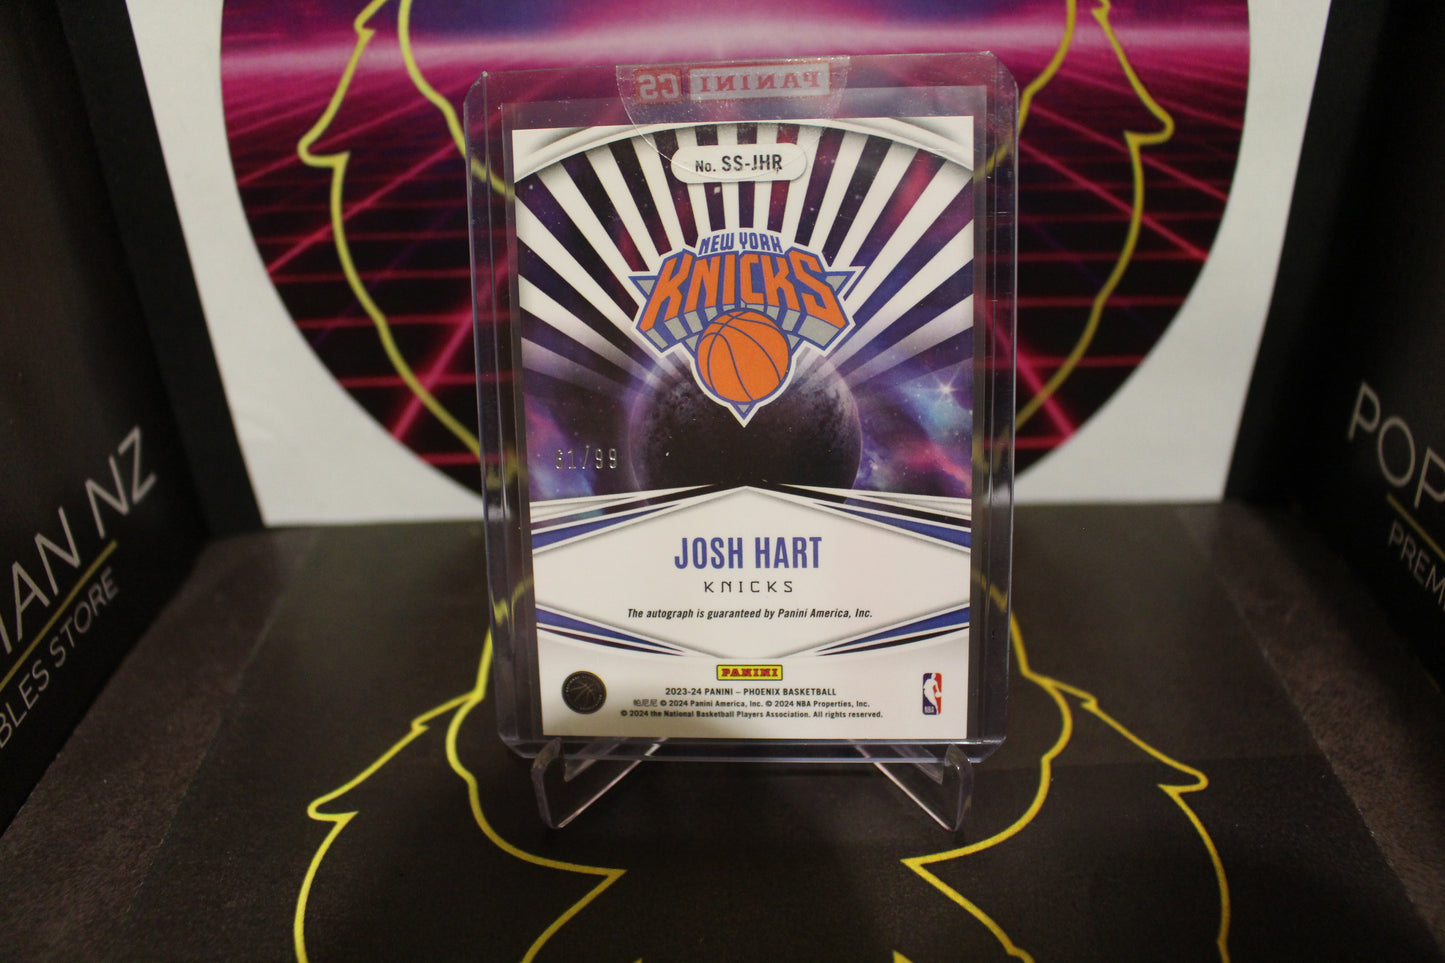 PANINI CS
No. SS-JHR
NEW YORK
KNICKS
61/99
JOSH HART
KNICKS
The autograph is guaranteed by Panini America, Inc.
PANINI
2023-24 PANINI – PHOENIX BASKETBALL
帕尼尼 © 2024 Panini America, Inc. © 2024 NBA Properties, Inc.
© 2024 the National Basketball Players Association. All rights reserved.
NBA
IAN NZ
BLES STORE
POP
PREM